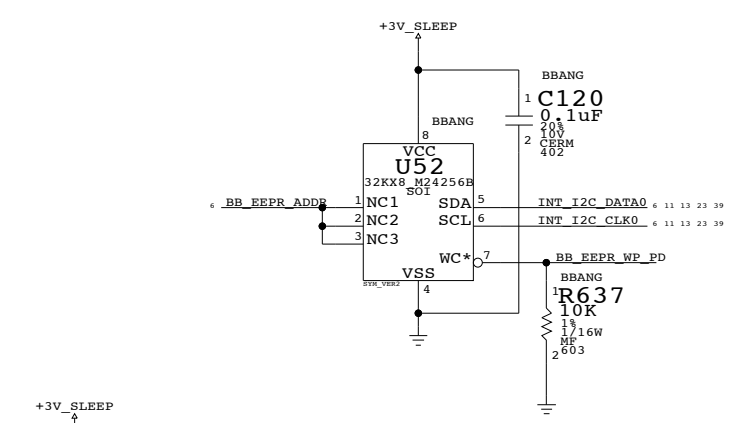 +3V_SLEEP
BBANG
1
C120
0.1uF
20%
10V
CERM
402
2
BBANG
8
VCC
U52
32KX8_M24256B
SOI
6 BB_EEPR_ADDR
1 NC1
2 NC2
3 NC3
SDA 5 INT_I2C_DATA0 6 11 13 23 39
SCL 6 INT_I2C_CLK0 6 11 13 23 39
WC* 7 BB_EEPR_WP_PD
VSS
SYM_VER2
4
BBANG
1
R637
10K
1%
1/16W
MF
603
2
+3V_SLEEP